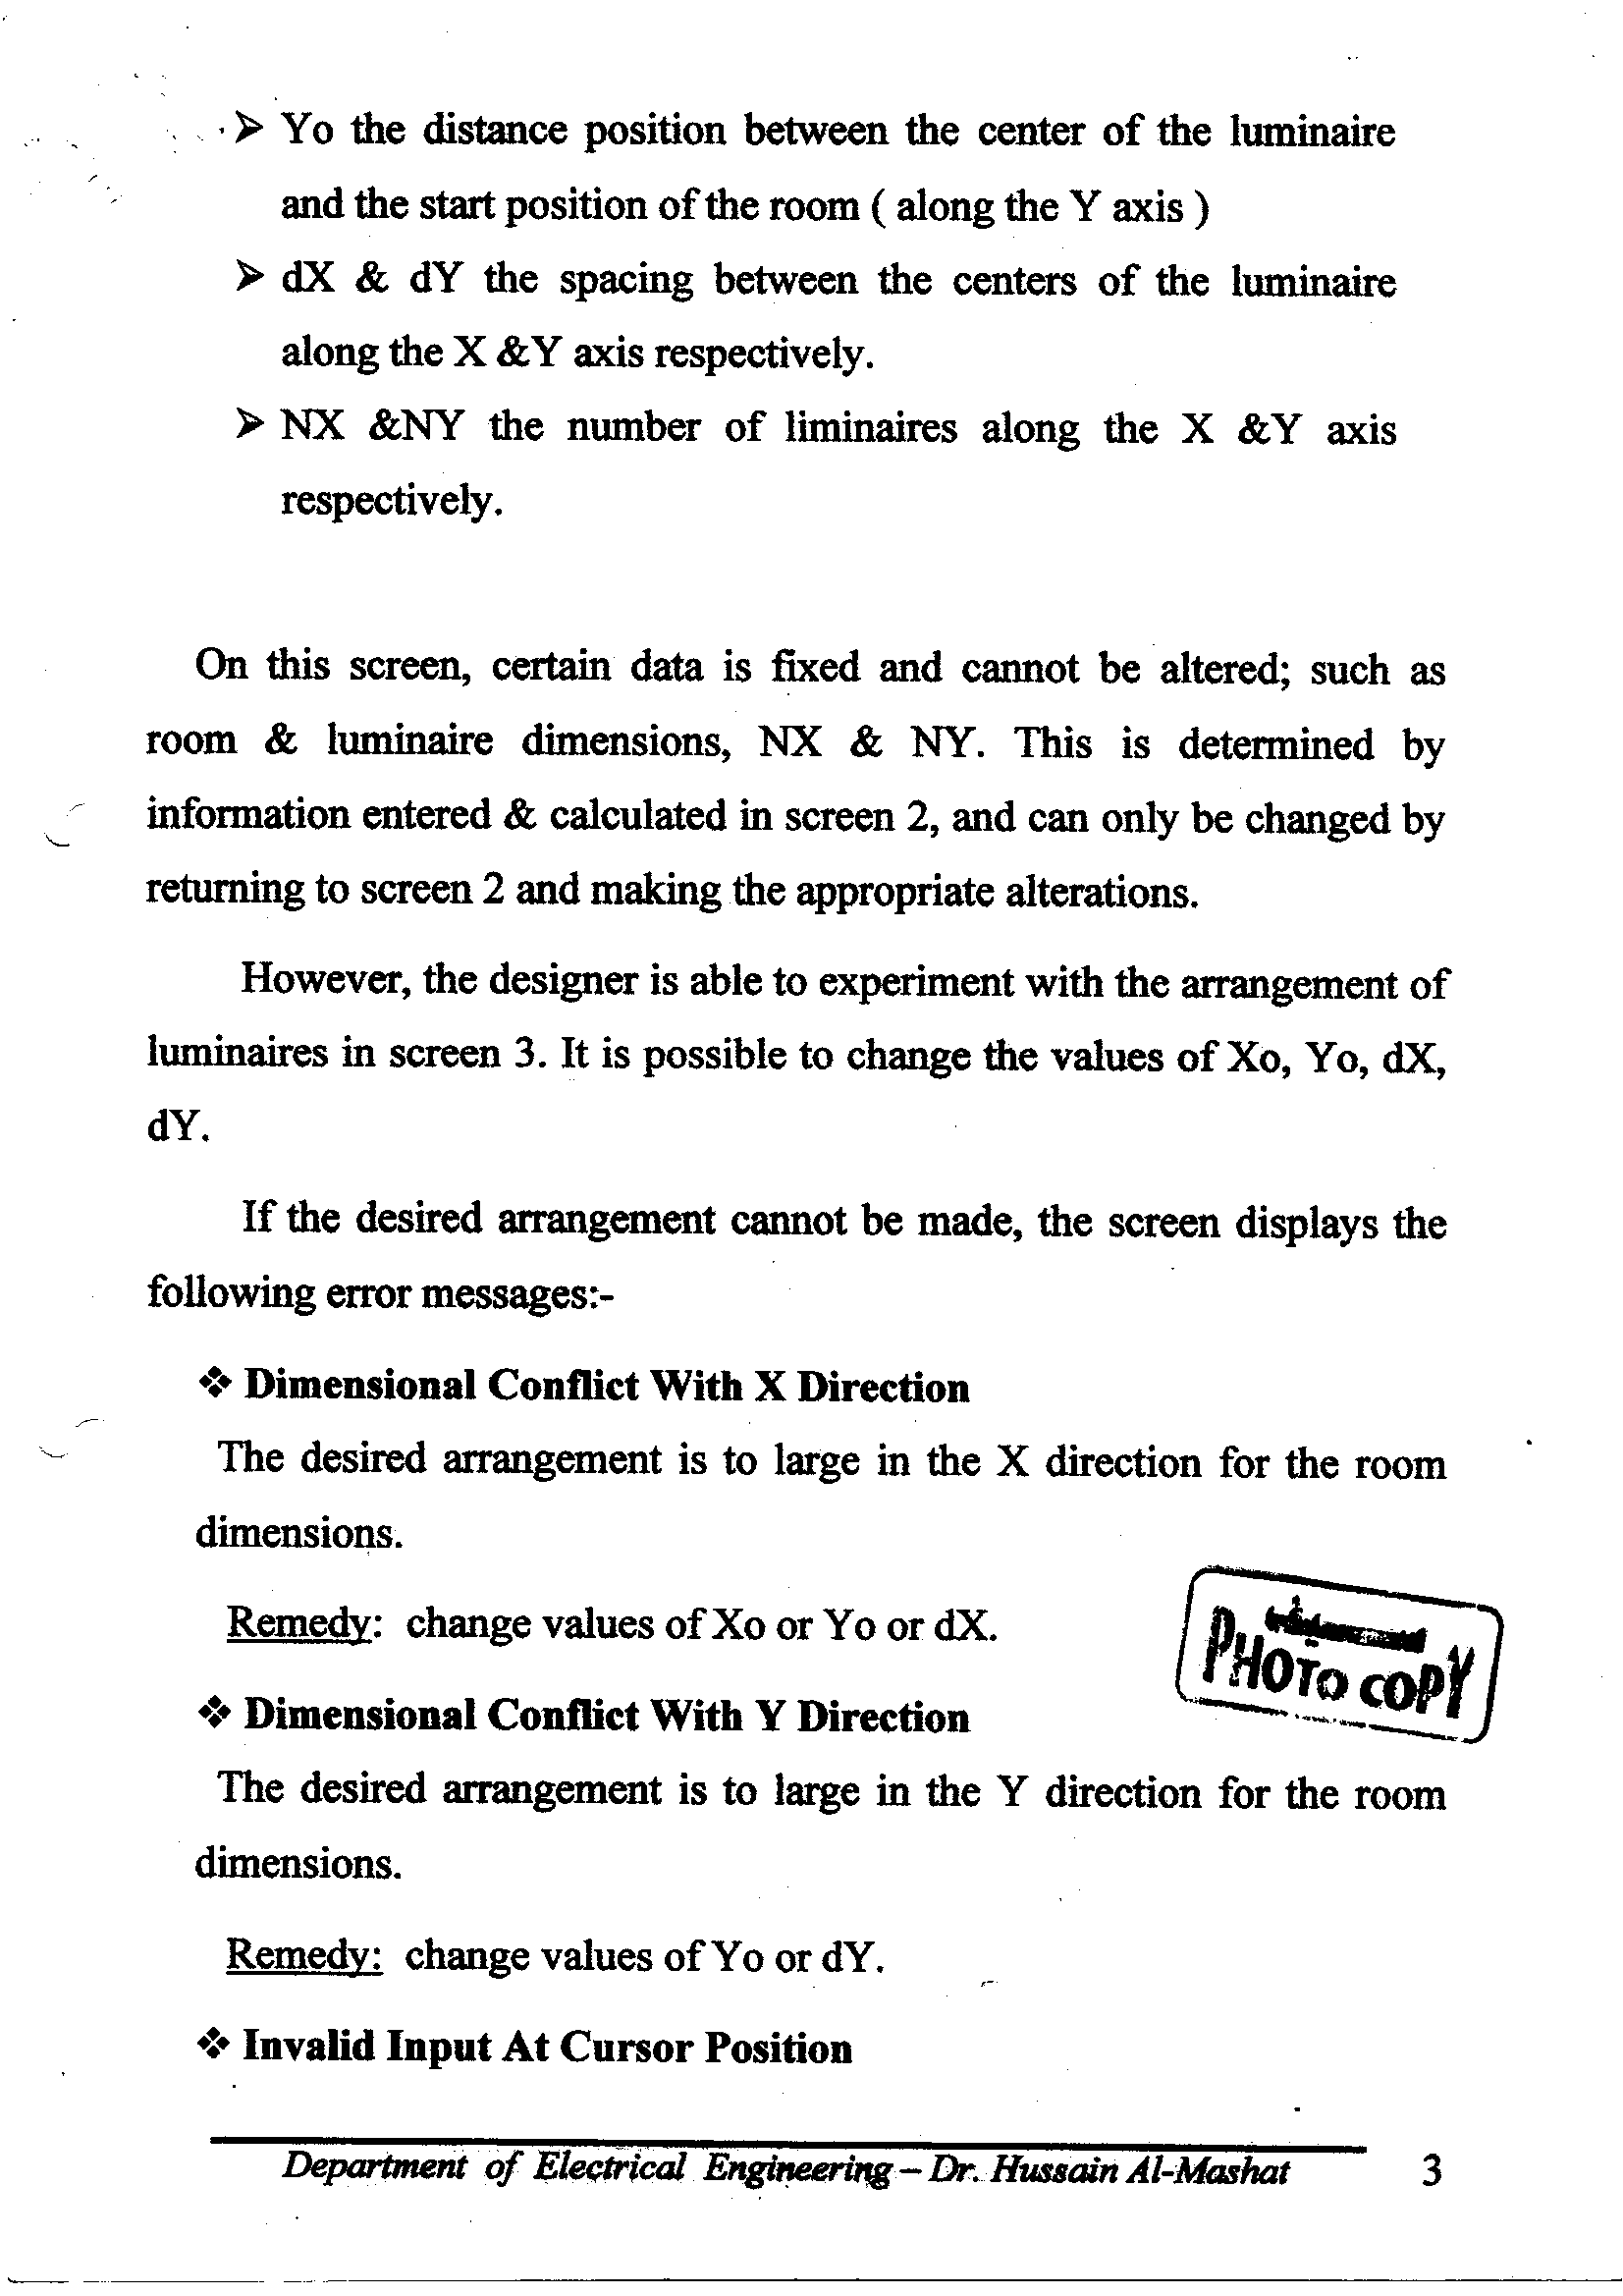 ➢ Yo the distance position between the center of the luminaire
and the start position of the room ( along the Y axis )
➢ dX & dY the spacing between the centers of the luminaire
along the X &Y axis respectively.
➢ NX &NY the number of liminaires along the X &Y axis
respectively.
On this screen, certain data is fixed and cannot be altered; such as
room & luminaire dimensions, NX & NY. This is determined by
information entered & calculated in screen 2, and can only be changed by
returning to screen 2 and making the appropriate alterations.
However, the designer is able to experiment with the arrangement of
luminaires in screen 3. It is possible to change the values of Xo, Yo, dX,
dY.
If the desired arrangement cannot be made, the screen displays the
following error messages:-
❖ Dimensional Conflict With X Direction
The desired arrangement is to large in the X direction for the room
dimensions.
Remedy: change values of Xo or Yo or dX.
❖ Dimensional Conflict With Y Direction
The desired arrangement is to large in the Y direction for the room
dimensions.
Remedy: change values of Yo or dY.
❖ Invalid Input At Cursor Position
PHOTO COPY
Department of Electrical Engineering – Dr. Hussain Al-Mashat 3